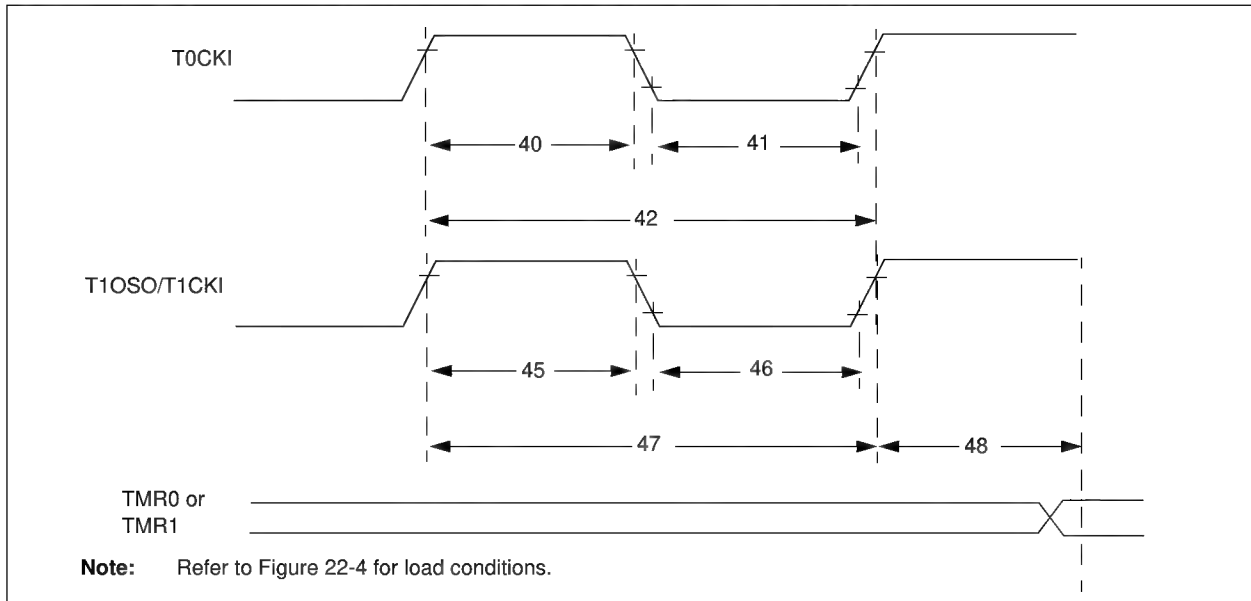 T0CKI
40
41
42
T1OSO/T1CKI
45
46
47
48
TMR0 or
TMR1
Note: Refer to Figure 22-4 for load conditions.